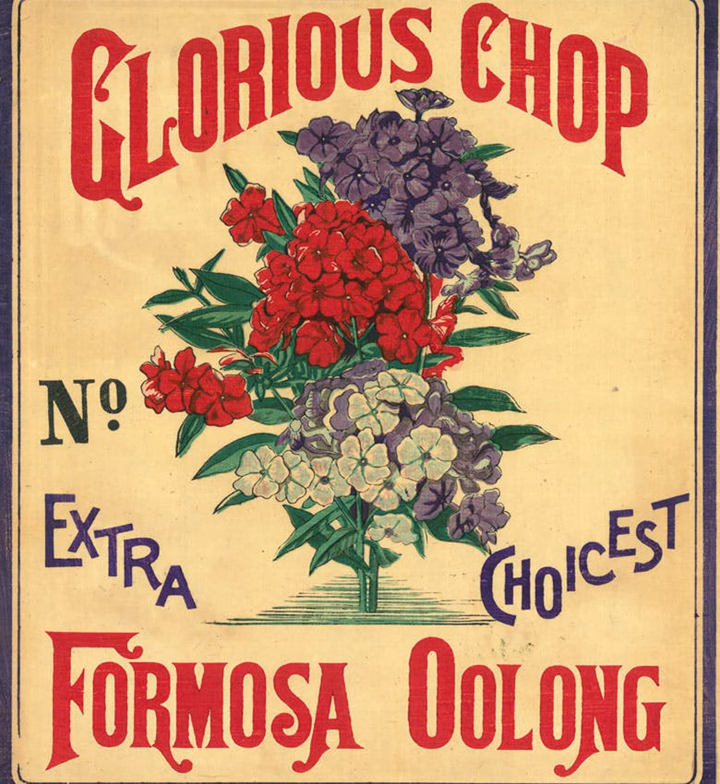 GLORIOUS CHOP
Nº
EXTRA
CHOICEST
FORMOSA OOLONG